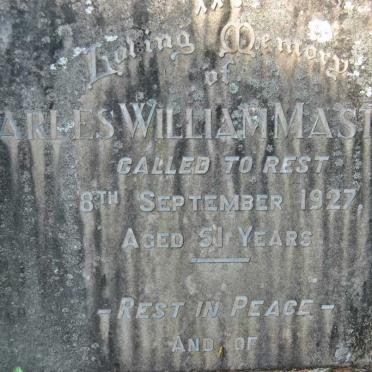 Loving Memory
of
ARLES WILLIAM MAST
CALLED TO REST
8TH SEPTEMBER 1927,
AGED 51 YEARS
- REST IN PEACE -
AND OF